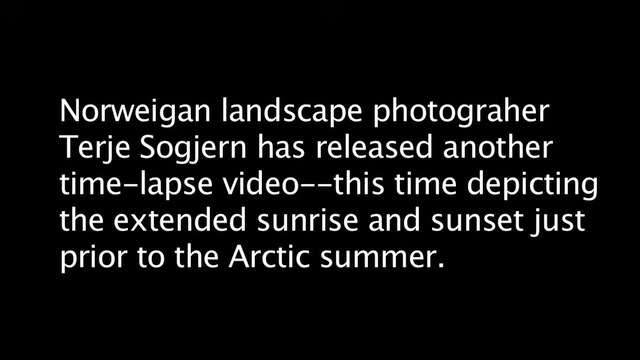 Norweigan landscape photograher
Terje Sogjern has released another
time-lapse video--this time depicting
the extended sunrise and sunset just
prior to the Arctic summer.